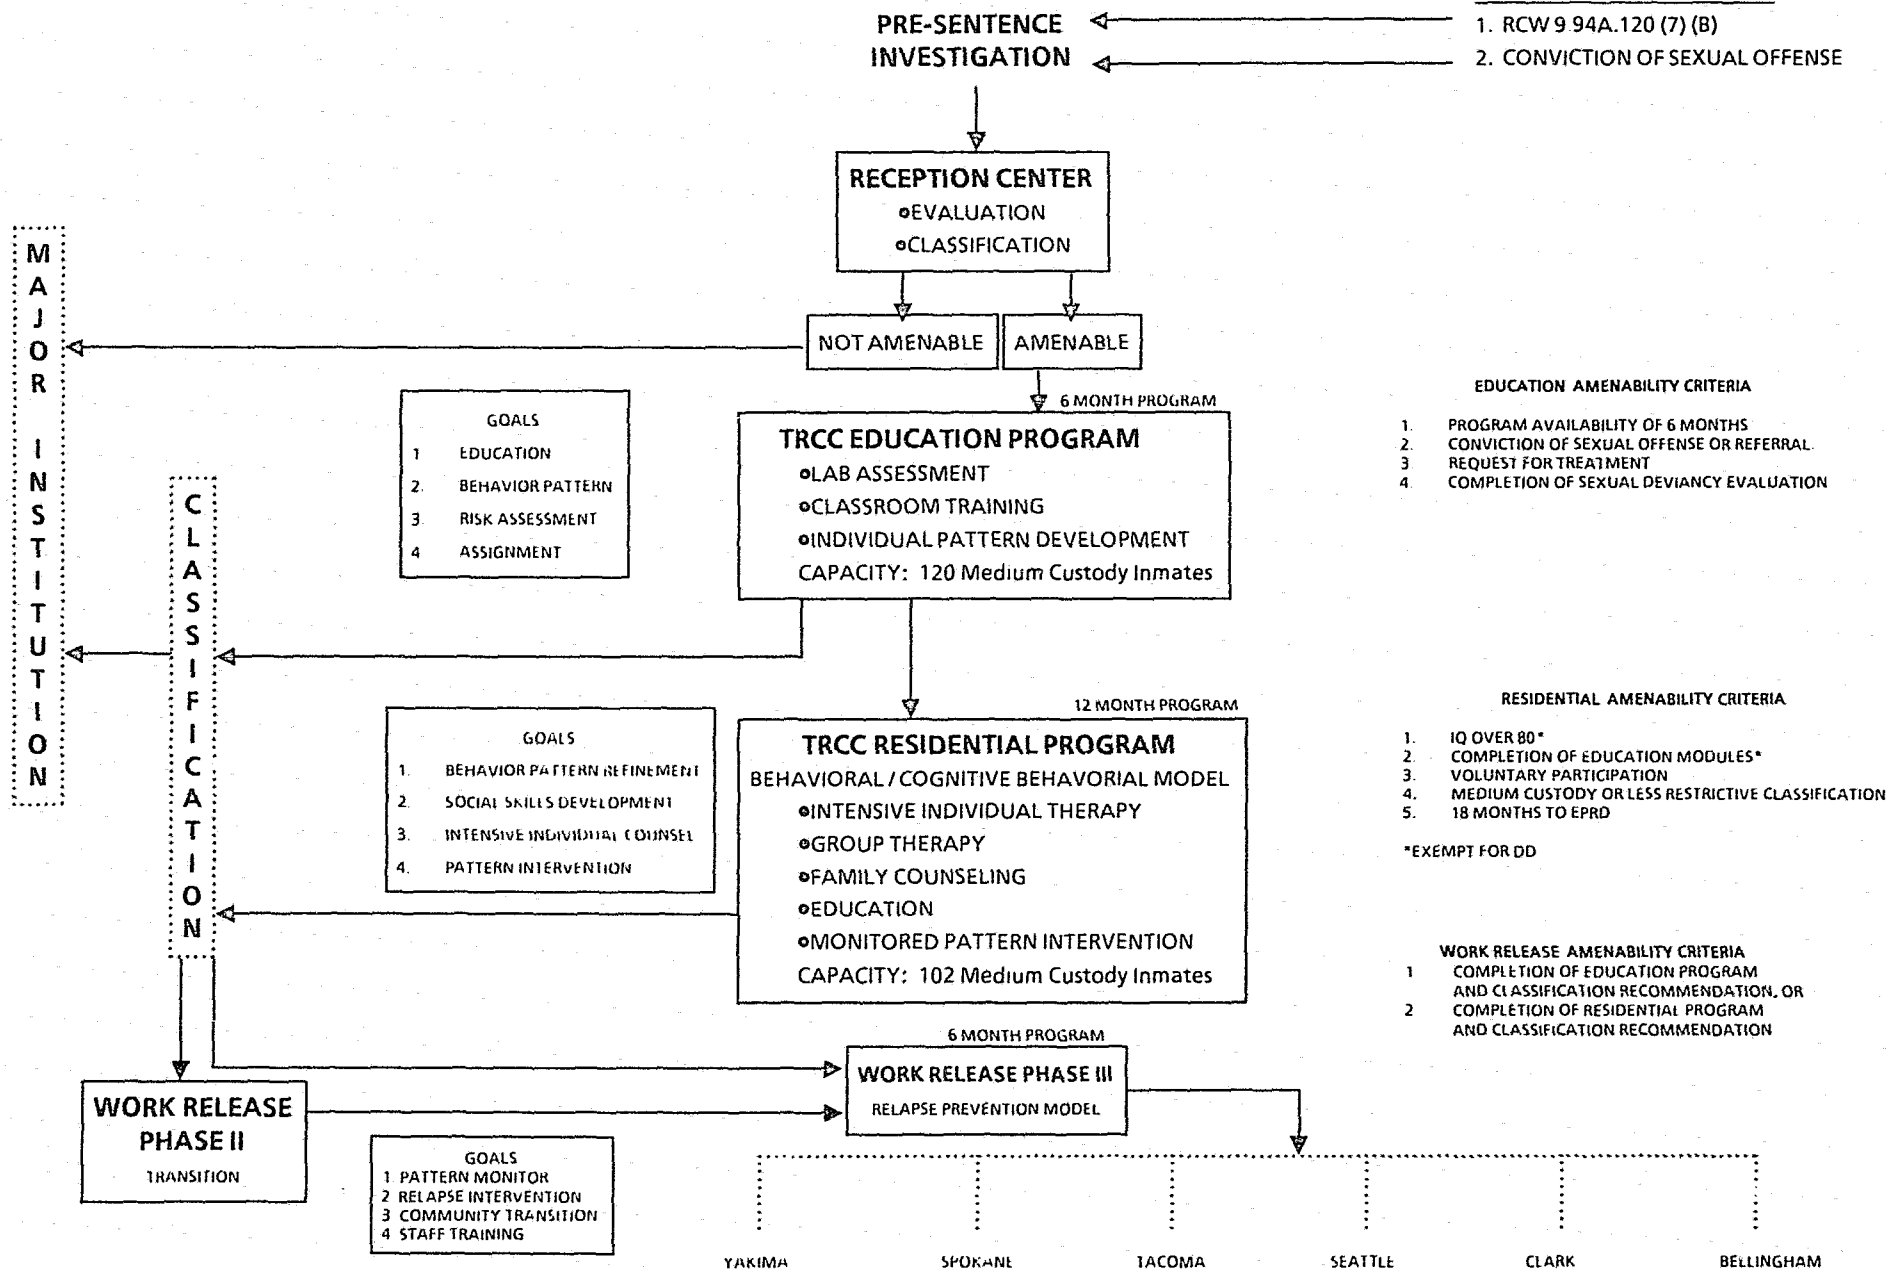 PRE-SENTENCE
INVESTIGATION
1. RCW 9.94A.120 (7) (B)
2. CONVICTION OF SEXUAL OFFENSE
RECEPTION CENTER
EVALUATION
CLASSIFICATION
NOT AMENABLE
AMENABLE
MAJOR INSTITUTION
CLASSIFICATION
GOALS
1 EDUCATION
2. BEHAVIOR PATTERN
3. RISK ASSESSMENT
4 ASSIGNMENT
6 MONTH PROGRAM
TRCC EDUCATION PROGRAM
LAB ASSESSMENT
CLASSROOM TRAINING
INDIVIDUAL PATTERN DEVELOPMENT
CAPACITY: 120 Medium Custody Inmates
EDUCATION AMENABILITY CRITERIA
1. PROGRAM AVAILABILITY OF 6 MONTHS
2. CONVICTION OF SEXUAL OFFENSE OR REFERRAL
3 REQUEST FOR TREATMENT
4 COMPLETION OF SEXUAL DEVIANCY EVALUATION
GOALS
1. BEHAVIOR PATTERN REFINEMENT
2. SOCIAL SKILLS DEVELOPMENT
3. INTENSIVE INDIVIDUAL COUNSEL
4. PATTERN INTERVENTION
12 MONTH PROGRAM
TRCC RESIDENTIAL PROGRAM
BEHAVIORAL / COGNITIVE BEHAVORIAL MODEL
INTENSIVE INDIVIDUAL THERAPY
GROUP THERAPY
FAMILY COUNSELING
EDUCATION
MONITORED PATTERN INTERVENTION
CAPACITY: 102 Medium Custody Inmates
RESIDENTIAL AMENABILITY CRITERIA
1. IQ OVER 80*
2. COMPLETION OF EDUCATION MODULES*
3. VOLUNTARY PARTICIPATION
4. MEDIUM CUSTODY OR LESS RESTRICTIVE CLASSIFICATION
5. 18 MONTHS TO EPRD
*EXEMPT FOR DD
WORK RELEASE AMENABILITY CRITERIA
1 COMPLETION OF EDUCATION PROGRAM
AND CLASSIFICATION RECOMMENDATION, OR
2 COMPLETION OF RESIDENTIAL PROGRAM
AND CLASSIFICATION RECOMMENDATION
6 MONTH PROGRAM
WORK RELEASE PHASE III
RELAPSE PREVENTION MODEL
WORK RELEASE
PHASE II
TRANSITION
GOALS
1 PATTERN MONITOR
2 RELAPSE INTERVENTION
3 COMMUNITY TRANSITION
4 STAFF TRAINING
YAKIMA
SPOKANE
TACOMA
SEATTLE
CLARK
BELLINGHAM